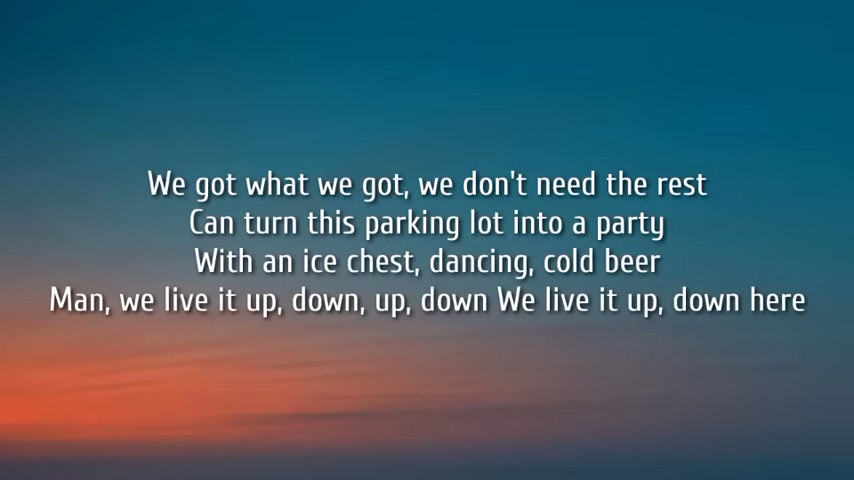 We got what we got, we don't need the rest
Can turn this parking lot into a party
With an ice chest, dancing, cold beer
Man, we live it up, down, up, down We live it up, down here